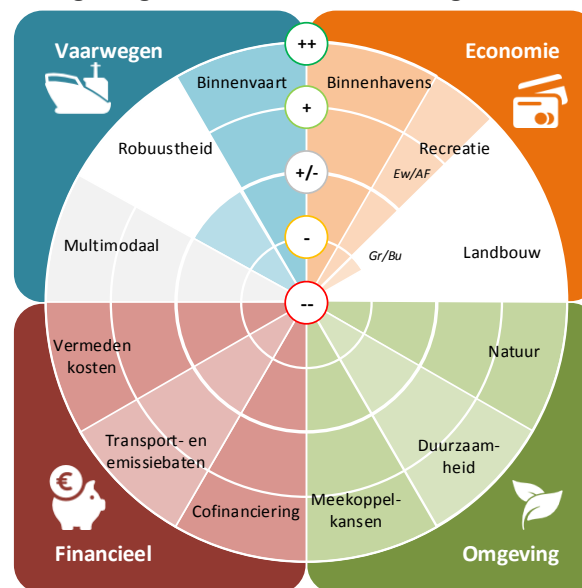 Vaarwegen
Economie
++
Binnenvaart
Binnenhavens
+
Robuustheid
Recreatie
+/-
Ew/AF
Multimodaal
-
Gr/Bu
Landbouw
--
Vermeden
kosten
Natuur
Transport- en
emissiebaten
Duurzaam-
heid
Cofinanciering
Meekoppel-
kansen
€
Financieel
Omgeving